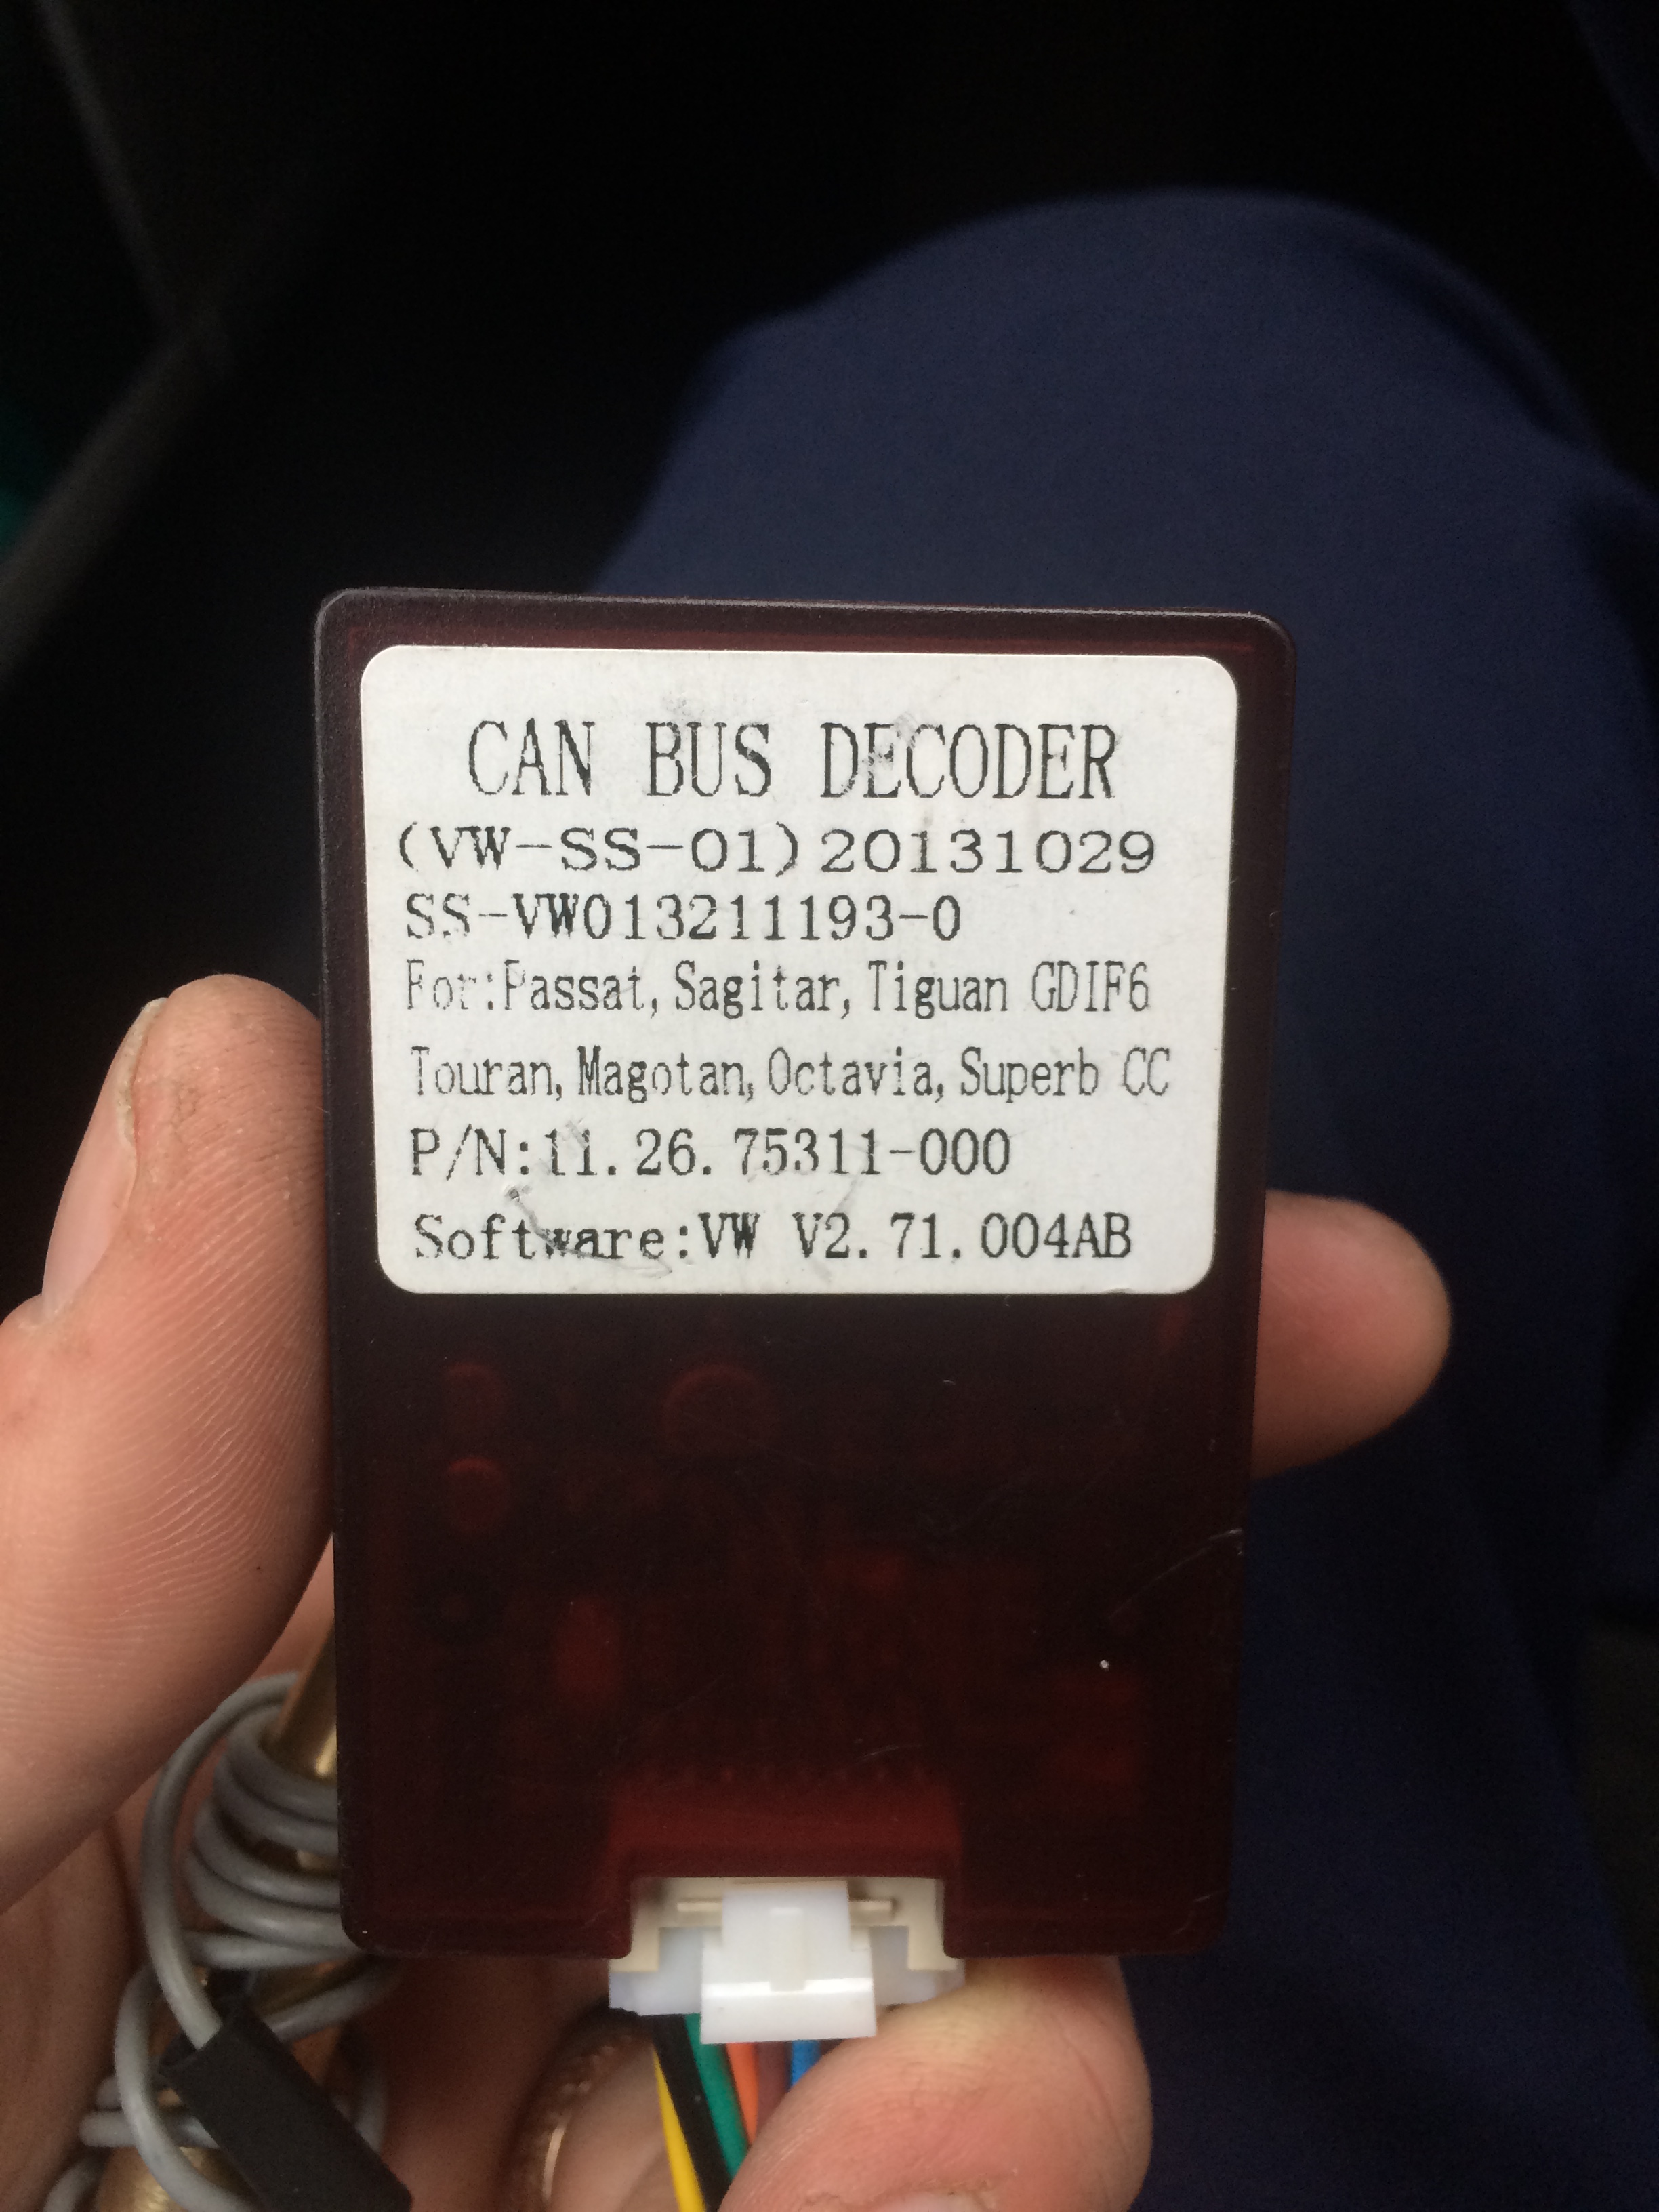 CAN BUS DECODER
(VW-SS-01)20131029
SS-VW013211193-0
For:Passat,Sagitar,Tiguan GDIF6
Touran,Magotan,Octavia,Superb CC
P/N:11.26.75311-000
Software:VW V2.71.004AB